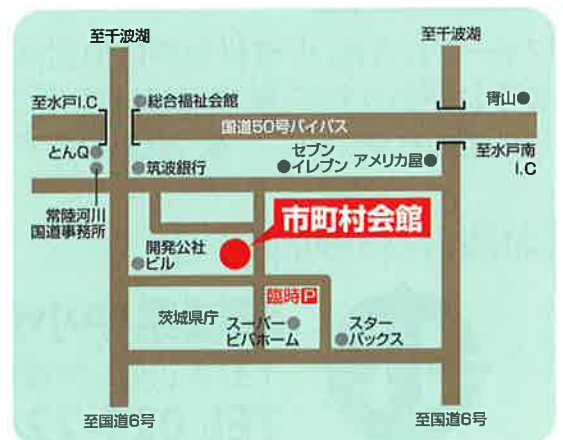 至千波湖
至千波湖
至水戸I.C
総合福祉会館
青山
国道50号バイパス
とんQ
筑波銀行
セブン
イレブン
アメリカ屋
至水戸南
I.C
常陸河川
国道事務所
市町村会館
開発公社
ビル
臨時P
茨城県庁
スーパー
ビバホーム
スター
バックス
至国道6号
至国道6号